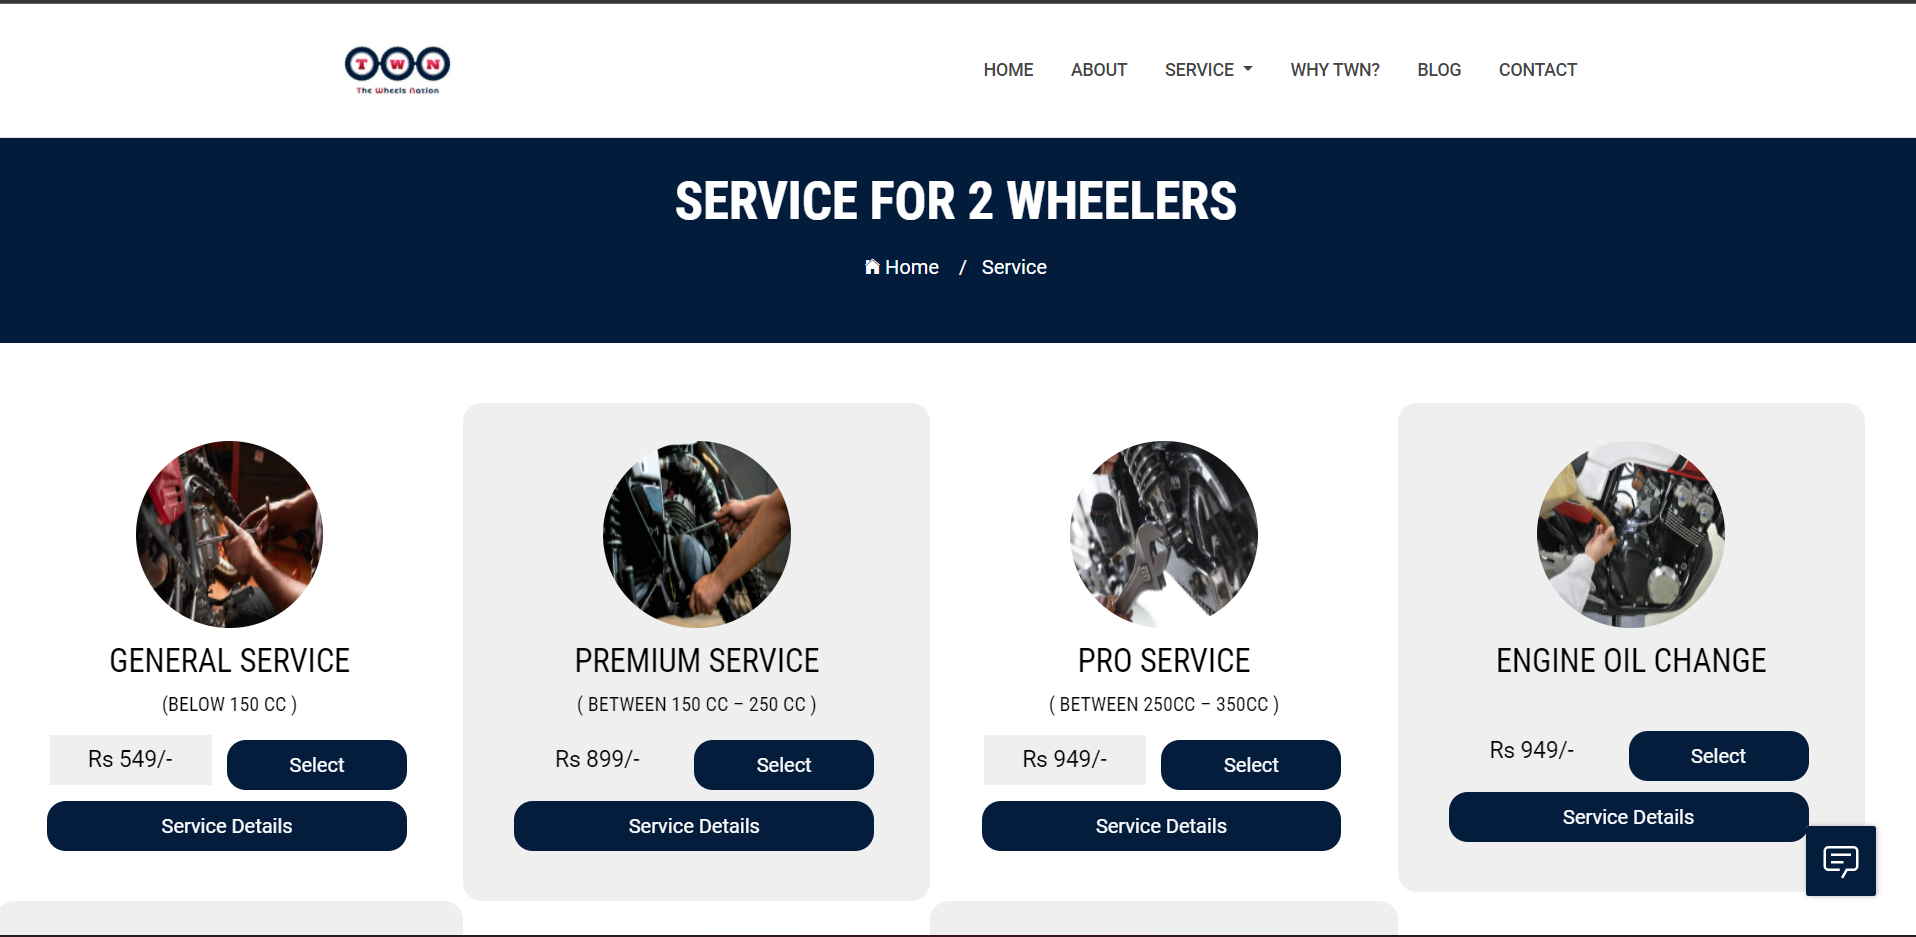 TWN
The Wheels Nation
HOME ABOUT SERVICE WHY TWN? BLOG CONTACT
SERVICE FOR 2 WHEELERS
Home / Service
GENERAL SERVICE
(BELOW 150 CC )
Rs 549/- Select
Service Details
PREMIUM SERVICE
( BETWEEN 150 CC – 250 CC )
Rs 899/- Select
Service Details
PRO SERVICE
( BETWEEN 250CC – 350CC )
Rs 949/- Select
Service Details
ENGINE OIL CHANGE
Rs 949/- Select
Service Details